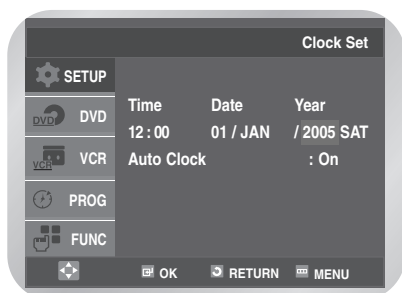 Clock Set
SETUP
DVD DVD
VCR VCR
PROG
FUNC
Time Date Year
12 : 00 01 / JAN / 2005 SAT
Auto Clock : On
OK RETURN MENU